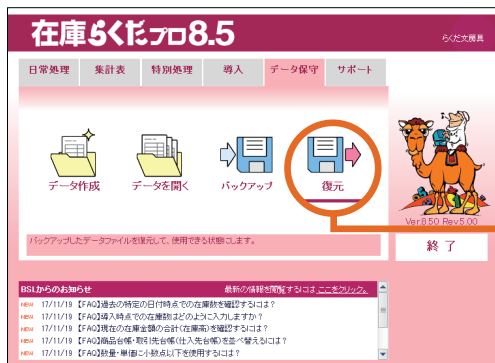 在庫らくだプロ8.5
らくだ文房具
日常処理 集計表 特別処理 導入 データ保守 サポート
データ作成 データを開く バックアップ 復元
Ver.8.50 Rev.5.00
バックアップしたデータファイルを復元して、使用できる状態にします。
終了
BSLからのお知らせ 最新の情報を閲覧するには ここをクリック。
NEW 17/11/19 【FAQ】過去の特定の日付時点での在庫数を確認するには？
NEW 17/11/19 【FAQ】導入時点での在庫数はどのように入力しますか？
NEW 17/11/19 【FAQ】現在の在庫金額の合計(在庫高)を確認するには？
NEW 17/11/19 【FAQ】商品台帳・取引先台帳(仕入先台帳)を並べ替えるには？
NEW 17/11/19 【FAQ】数量・単価に小数点以下を使用するには？